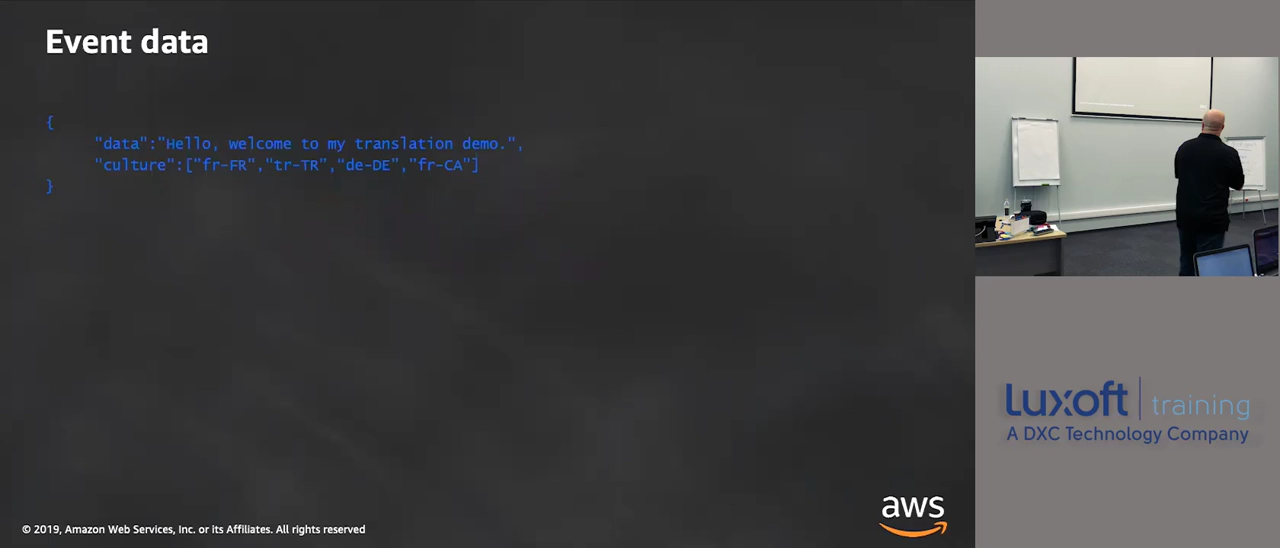 Event data
{
"data":"Hello, welcome to my translation demo.",
"culture":["fr-FR","tr-TR","de-DE","fr-CA"]
}
© 2019, Amazon Web Services, Inc. or its Affiliates. All rights reserved
aws
luxoft training
A DXC Technology Company